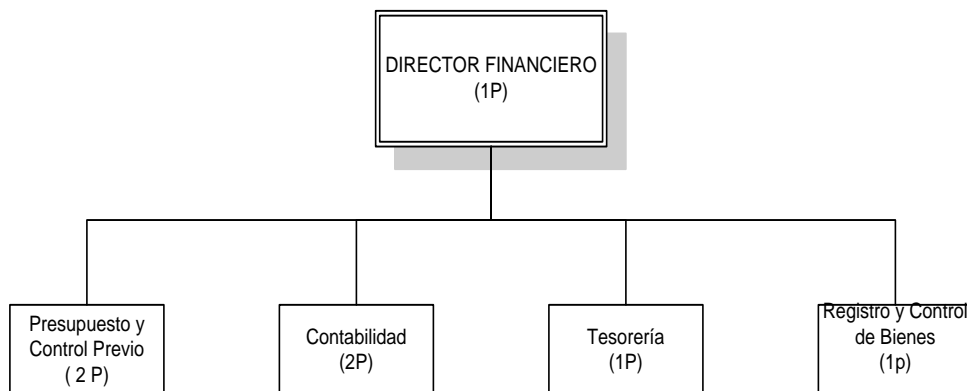 DIRECTOR FINANCIERO
(1P)
Presupuesto y
Control Previo
( 2 P)
Contabilidad
(2P)
Tesorería
(1P)
Registro y Control
de Bienes
(1p)